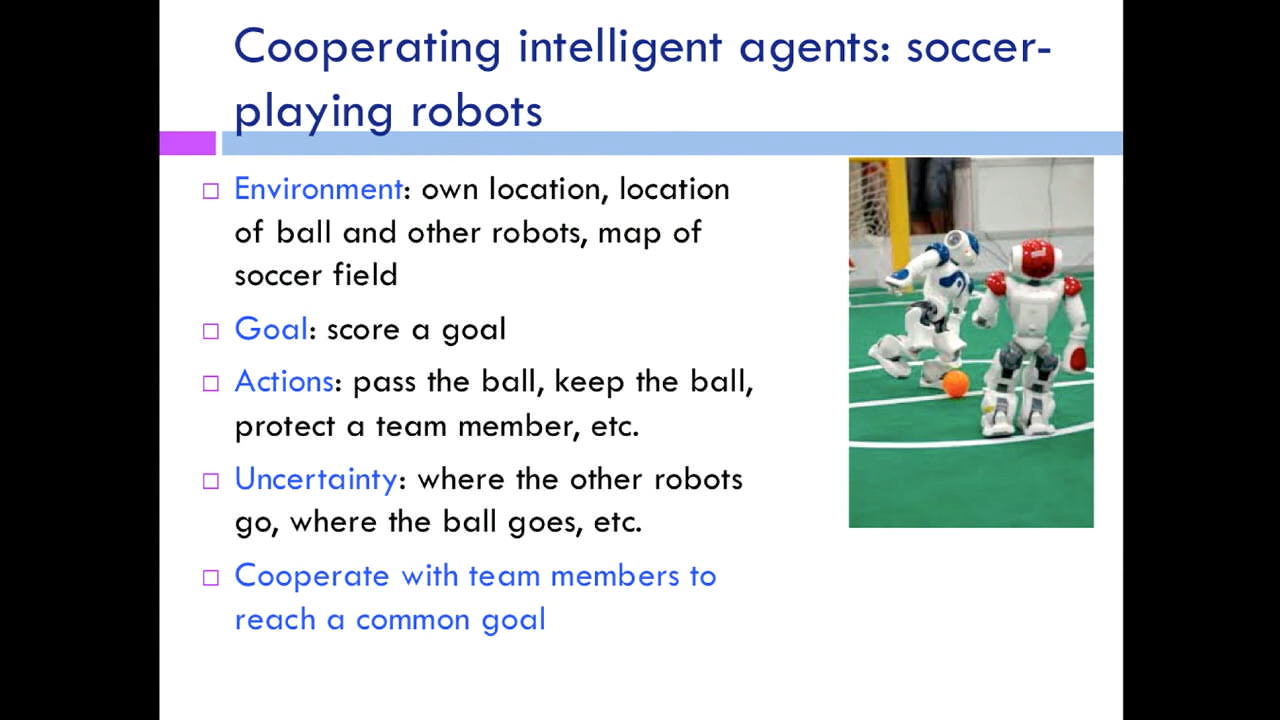 Cooperating intelligent agents: soccer-
playing robots
Environment: own location, location
of ball and other robots, map of
soccer field
Goal: score a goal
Actions: pass the ball, keep the ball,
protect a team member, etc.
Uncertainty: where the other robots
go, where the ball goes, etc.
Cooperate with team members to
reach a common goal